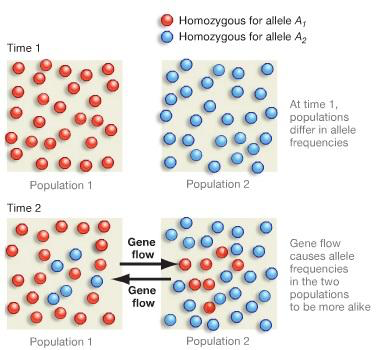 Homozygous for allele A1
Homozygous for allele A2
Time 1
At time 1,
populations
differ in allele
frequencies
Population 1
Population 2
Time 2
Gene
flow
Gene
flow
Gene flow
causes allele
frequencies
in the two
populations
to be more alike
Population 1
Population 2